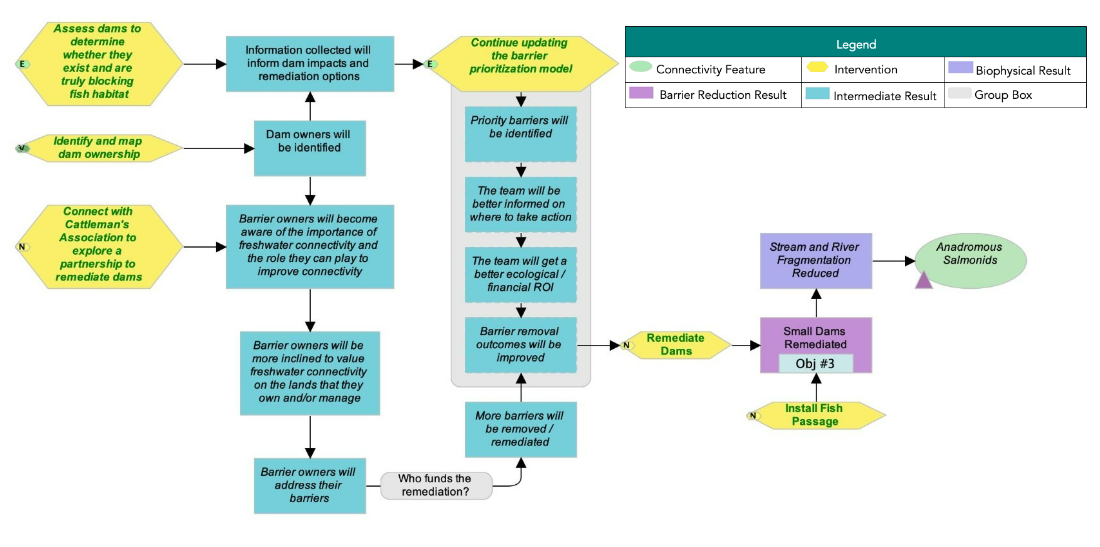 Assess dams to
determine
whether they
exist and are
truly blocking
fish habitat
E
Information collected will
inform dam impacts and
remediation options
E
Continue updating
the barrier
prioritization model
Legend
Connectivity Feature
Intervention
Biophysical Result
Barrier Reduction Result
Intermediate Result
Group Box
Identify and map
dam ownership
Dam owners will
be identified
Priority barriers will
be identified
The team will be
better informed on
where to take action
The team will get a
better ecological /
financial ROI
Barrier removal
outcomes will be
improved
Connect with
Cattleman's
Association to
explore a
partnership to
remediate dams
N
Barrier owners will become
aware of the importance of
freshwater connectivity and
the role they can play to
improve connectivity
Barrier owners will be
more inclined to value
freshwater connectivity
on the lands that they
own and/or manage
Barrier owners will
address their
barriers
Who funds the
remediation?
More barriers will
be removed /
remediated
N
Remediate
Dams
Stream and River
Fragmentation
Reduced
Anadromous
Salmonids
Small Dams
Remediated
Obj #3
N
Install Fish
Passage